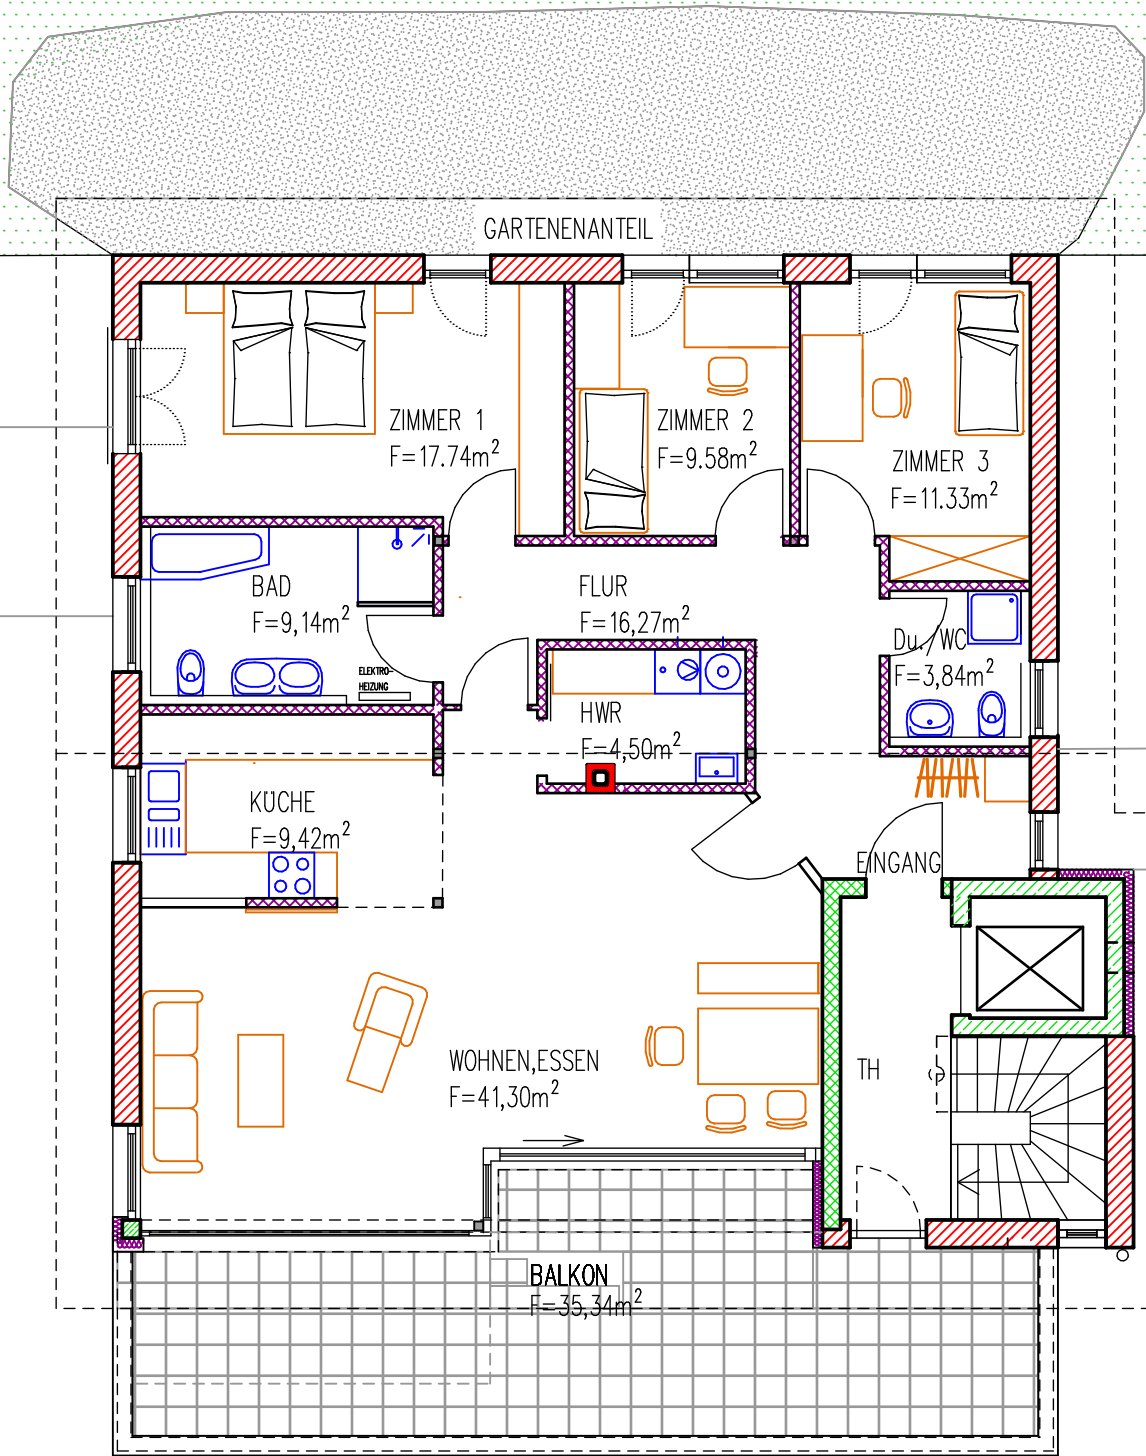 GARTENENANTEIL
ZIMMER 1
F=17.74m²
ZIMMER 2
F=9.58m²
ZIMMER 3
F=11.33m²
BAD
F=9,14m²
FLUR
F=16,27m²
Du./WC
F=3,84m²
ELEKTRO-
HEIZUNG
HWR
F=4,50m²
KÜCHE
F=9,42m²
EINGANG
WOHNEN,ESSEN
F=41,30m²
TH
BALKON
F=35,34m²